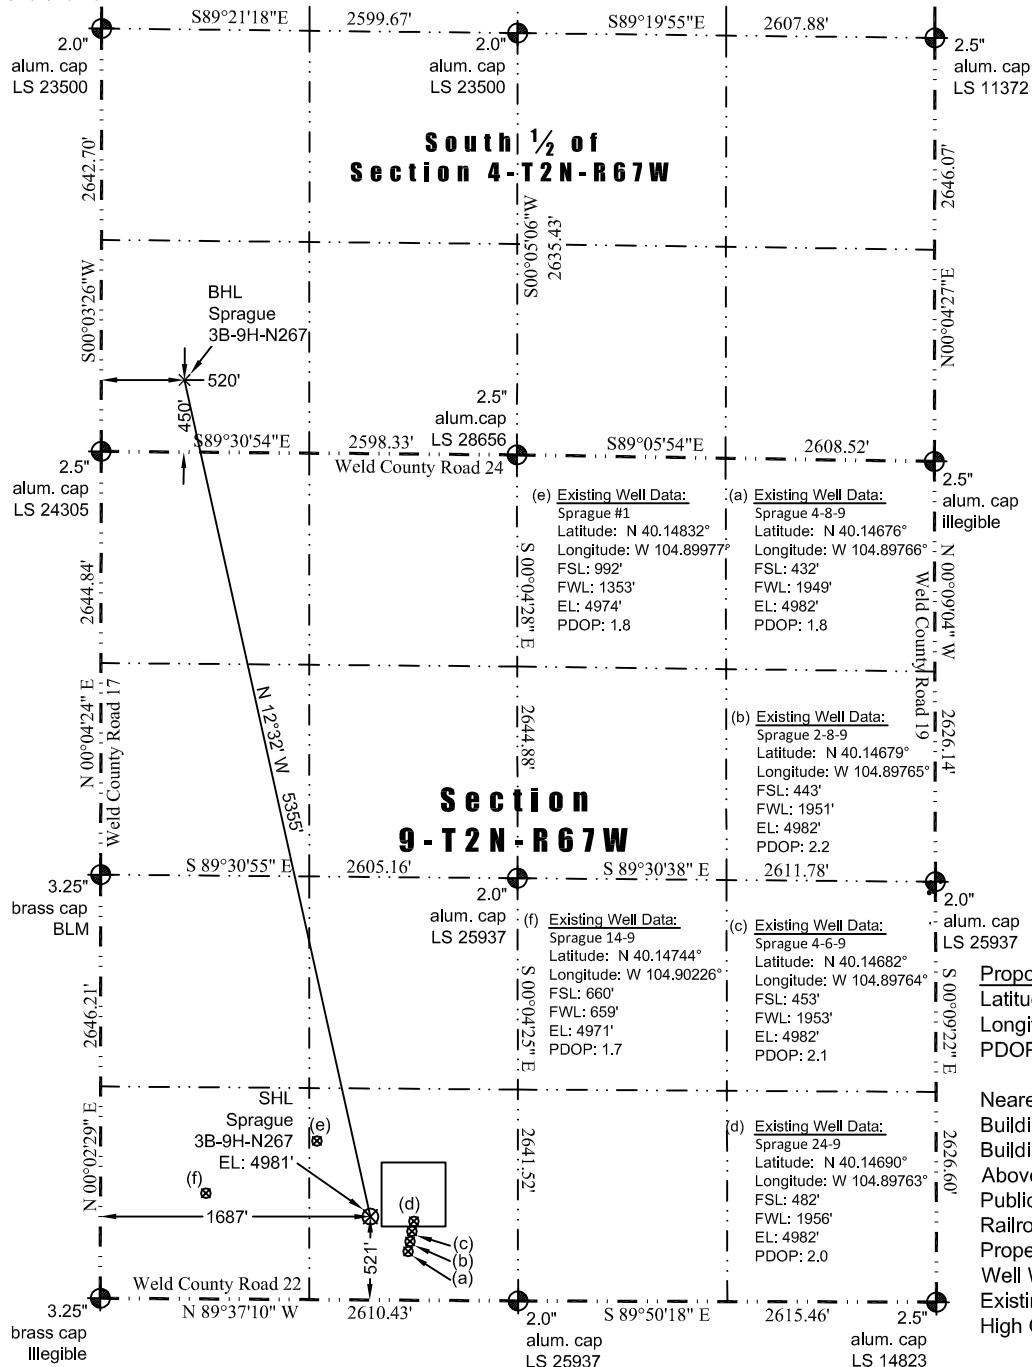 S89°21'18"E
2599.67'
S89°19'55"E
2607.88'
2.0"
alum. cap
LS 23500
2.0"
alum. cap
LS 23500
2.5"
alum. cap
LS 11372
South ½ of
Section 4-T2N-R67W
2642.70'
S00°03'26"W
S00°05'06"W
2635.43'
2646.07'
N00°04'27"E
BHL
Sprague
3B-9H-N267
520'
450'
2.5"
alum.cap
LS 28656
S89°30'54"E
2598.33'
S89°05'54"E
2608.52'
Weld County Road 24
2.5"
alum. cap
LS 24305
2.5"
alum. cap
illegible
(e) Existing Well Data:
Sprague #1
Latitude: N 40.14832°
Longitude: W 104.89977°
FSL: 992'
FWL: 1353'
EL: 4974'
PDOP: 1.8
(a) Existing Well Data:
Sprague 4-8-9
Latitude: N 40.14676°
Longitude: W 104.89766°
FSL: 432'
FWL: 1949'
EL: 4982'
PDOP: 1.8
2644.84'
N 00°04'24" E
Weld County Road 17
N 12°32' W 5355'
S 00°04'28" E
2644.88'
N 00°09'04" W
Weld County Road 19
2626.14'
(b) Existing Well Data:
Sprague 2-8-9
Latitude: N 40.14679°
Longitude: W 104.89765°
FSL: 443'
FWL: 1951'
EL: 4982'
PDOP: 2.2
Section
9-T2N-R67W
S 89°30'55" E
2605.16'
S 89°30'38" E
2611.78'
3.25"
brass cap
BLM
2.0"
alum. cap
LS 25937
2.0"
alum. cap
LS 25937
(f) Existing Well Data:
Sprague 14-9
Latitude: N 40.14744°
Longitude: W 104.90226°
FSL: 660'
FWL: 659'
EL: 4971'
PDOP: 1.7
(c) Existing Well Data:
Sprague 4-6-9
Latitude: N 40.14682°
Longitude: W 104.89764°
FSL: 453'
FWL: 1953'
EL: 4982'
PDOP: 2.1
2646.21'
N 00°02'29" E
S 00°04'25" E
2641.52'
S 00°09'22" E
2626.60'
Propo
Latitu
Longi
PDOP
Neare
Buildi
Buildi
Above
Public
Railro
Prope
Well W
Existin
High C
SHL
Sprague
3B-9H-N267
EL: 4981'
(e)
(f)
(d)
(c)
(b)
(a)
1687'
521'
(d) Existing Well Data:
Sprague 24-9
Latitude: N 40.14690°
Longitude: W 104.89763°
FSL: 482'
FWL: 1956'
EL: 4982'
PDOP: 2.0
Weld County Road 22
N 89°37'10" W
2610.43'
S 89°50'18" E
2615.46'
3.25"
brass cap
Illegible
2.0"
alum. cap
LS 25937
2.5"
alum. cap
LS 14823